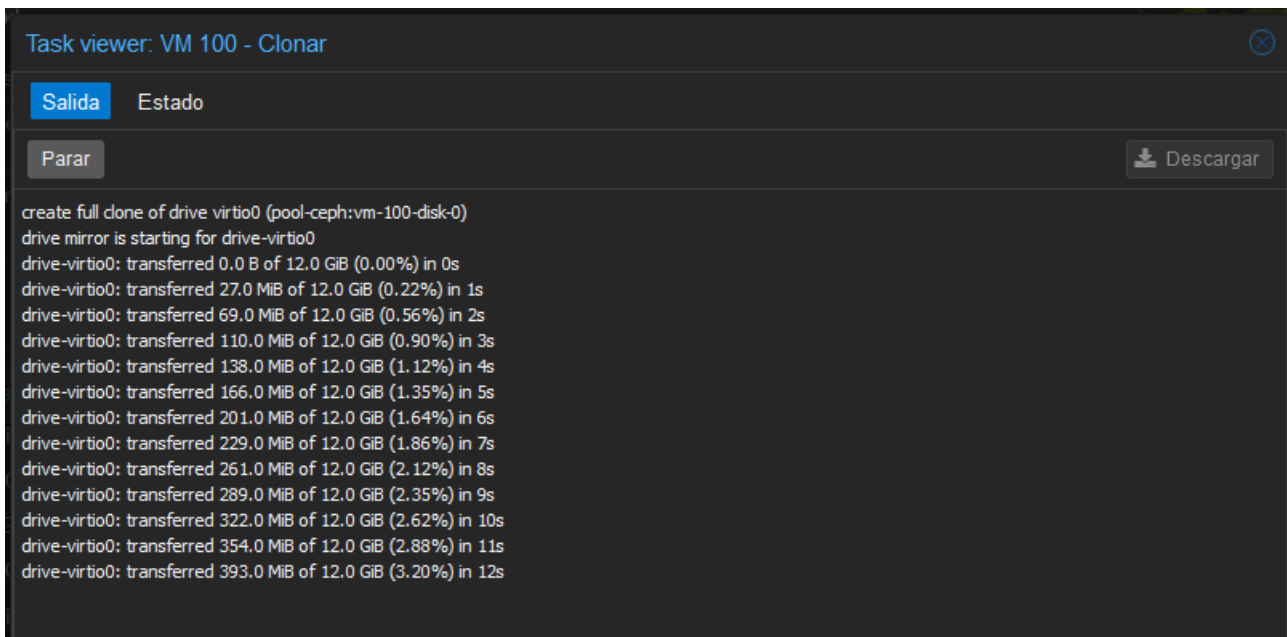 Task viewer: VM 100 - Clonar
Salida Estado
Parar Descargar
create full clone of drive virtio0 (pool-ceph:vm-100-disk-0)
drive mirror is starting for drive-virtio0
drive-virtio0: transferred 0.0 B of 12.0 GiB (0.00%) in 0s
drive-virtio0: transferred 27.0 MiB of 12.0 GiB (0.22%) in 1s
drive-virtio0: transferred 69.0 MiB of 12.0 GiB (0.56%) in 2s
drive-virtio0: transferred 110.0 MiB of 12.0 GiB (0.90%) in 3s
drive-virtio0: transferred 138.0 MiB of 12.0 GiB (1.12%) in 4s
drive-virtio0: transferred 166.0 MiB of 12.0 GiB (1.35%) in 5s
drive-virtio0: transferred 201.0 MiB of 12.0 GiB (1.64%) in 6s
drive-virtio0: transferred 229.0 MiB of 12.0 GiB (1.86%) in 7s
drive-virtio0: transferred 261.0 MiB of 12.0 GiB (2.12%) in 8s
drive-virtio0: transferred 289.0 MiB of 12.0 GiB (2.35%) in 9s
drive-virtio0: transferred 322.0 MiB of 12.0 GiB (2.62%) in 10s
drive-virtio0: transferred 354.0 MiB of 12.0 GiB (2.88%) in 11s
drive-virtio0: transferred 393.0 MiB of 12.0 GiB (3.20%) in 12s